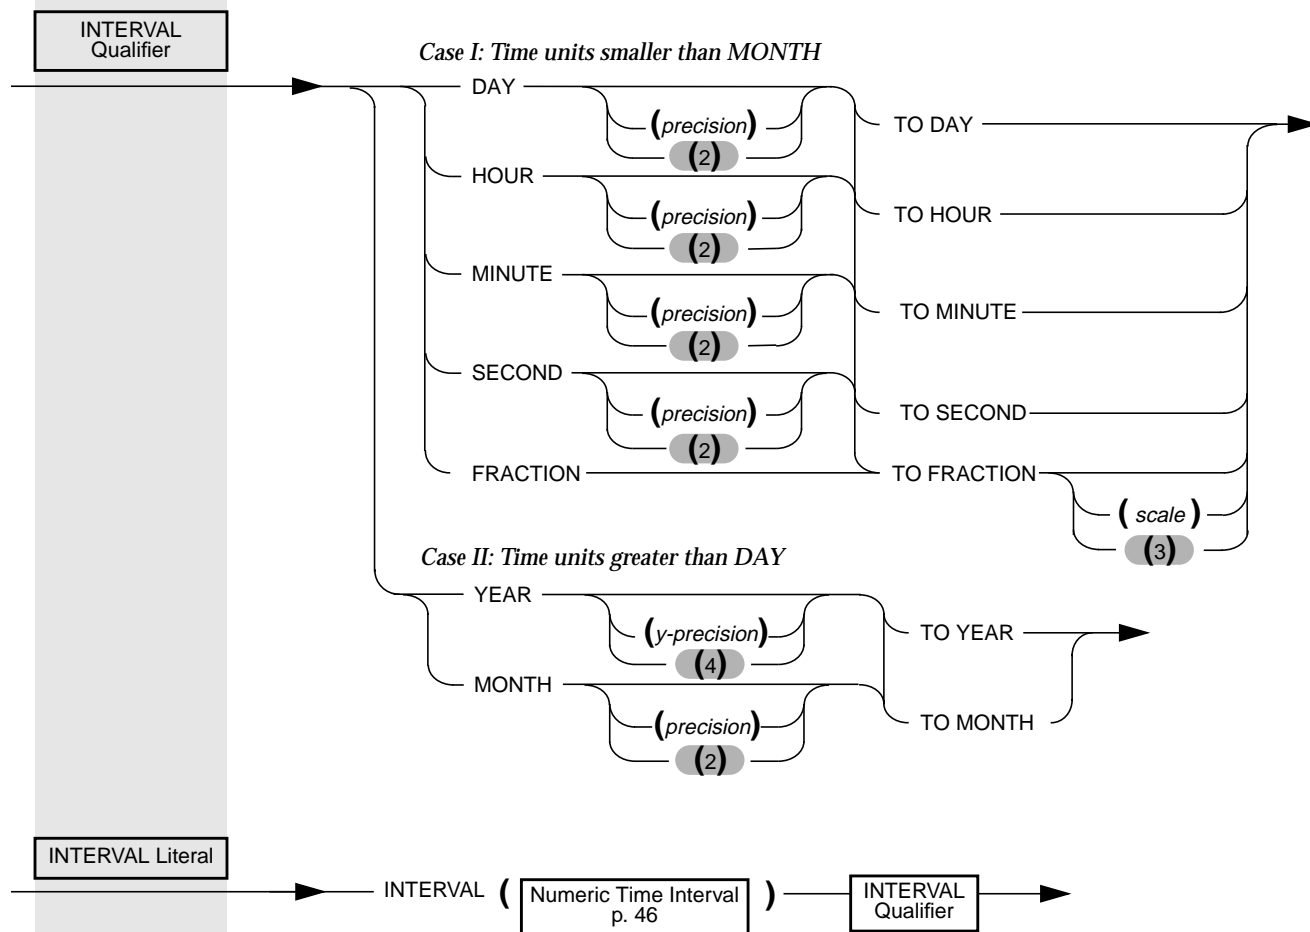 INTERVAL
Qualifier
Case I: Time units smaller than MONTH
DAY
(precision)
(2)
TO DAY
HOUR
(precision)
(2)
TO HOUR
MINUTE
(precision)
(2)
TO MINUTE
SECOND
(precision)
(2)
TO SECOND
FRACTION
TO FRACTION
( scale )
(3)
Case II: Time units greater than DAY
YEAR
(y-precision)
(4)
TO YEAR
MONTH
(precision)
(2)
TO MONTH
INTERVAL Literal
INTERVAL ( Numeric Time Interval
p. 46 )
INTERVAL
Qualifier